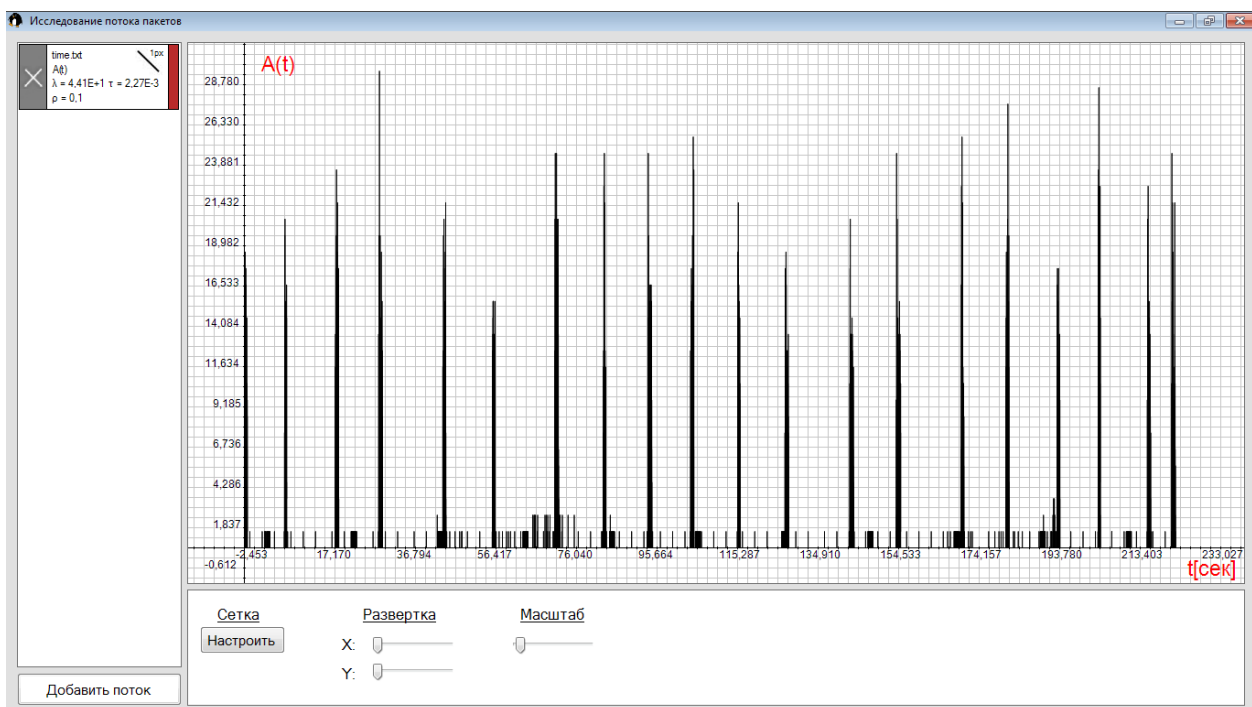 Исследование потока пакетов
time.txt 1px
A(t)
λ = 4,41E+1 τ = 2,27E-3
ρ = 0,1
A(t)
28,780
26,330
23,881
21,432
18,982
16,533
14,084
11,634
9,185
6,736
4,286
1,837
-2,453 17,170 36,794 56,417 76,040 95,664 115,287 134,910 154,533 174,157 193,780 213,403 233,027
-0,612
t[сек]
Сетка Развертка Масштаб
Настроить
X:
Y:
Добавить поток